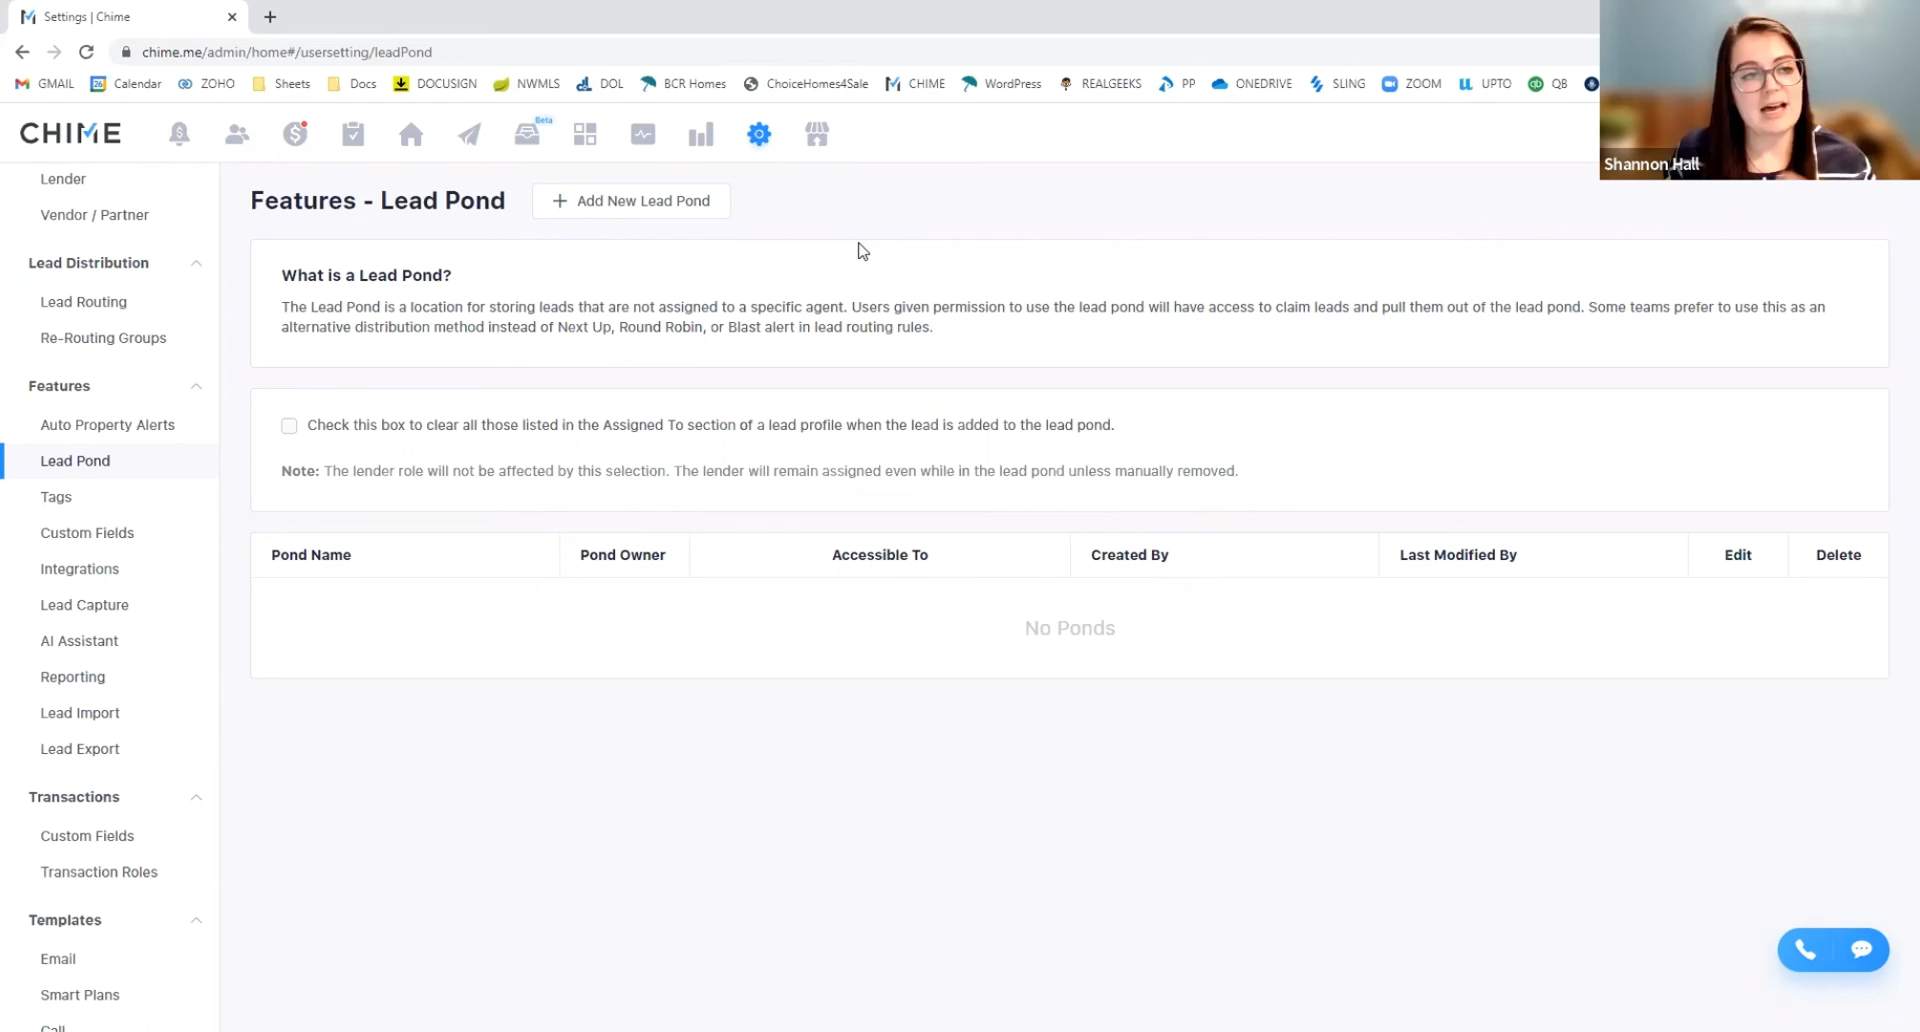 Settings | Chime
chime.me/admin/home#/usersetting/leadPond
GMAIL
26
Calendar
ZOHO
Sheets
Docs
DOCUSIGN
NWMLS
DOL
BCR Homes
ChoiceHomes4Sale
CHIME
WordPress
REALGEEKS
PP
ONEDRIVE
SLING
ZOOM
UPTO
QB
CHIME
Beta
Shannon Hall
Lender
Vendor / Partner
Lead Distribution
Lead Routing
Re-Routing Groups
Features
Auto Property Alerts
Lead Pond
Tags
Custom Fields
Integrations
Lead Capture
AI Assistant
Reporting
Lead Import
Lead Export
Transactions
Custom Fields
Transaction Roles
Templates
Email
Smart Plans
Call
Features - Lead Pond
+ Add New Lead Pond
What is a Lead Pond?
The Lead Pond is a location for storing leads that are not assigned to a specific agent. Users given permission to use the lead pond will have access to claim leads and pull them out of the lead pond. Some teams prefer to use this as an
alternative distribution method instead of Next Up, Round Robin, or Blast alert in lead routing rules.
Check this box to clear all those listed in the Assigned To section of a lead profile when the lead is added to the lead pond.
Note: The lender role will not be affected by this selection. The lender will remain assigned even while in the lead pond unless manually removed.
Pond Name
Pond Owner
Accessible To
Created By
Last Modified By
Edit
Delete
No Ponds